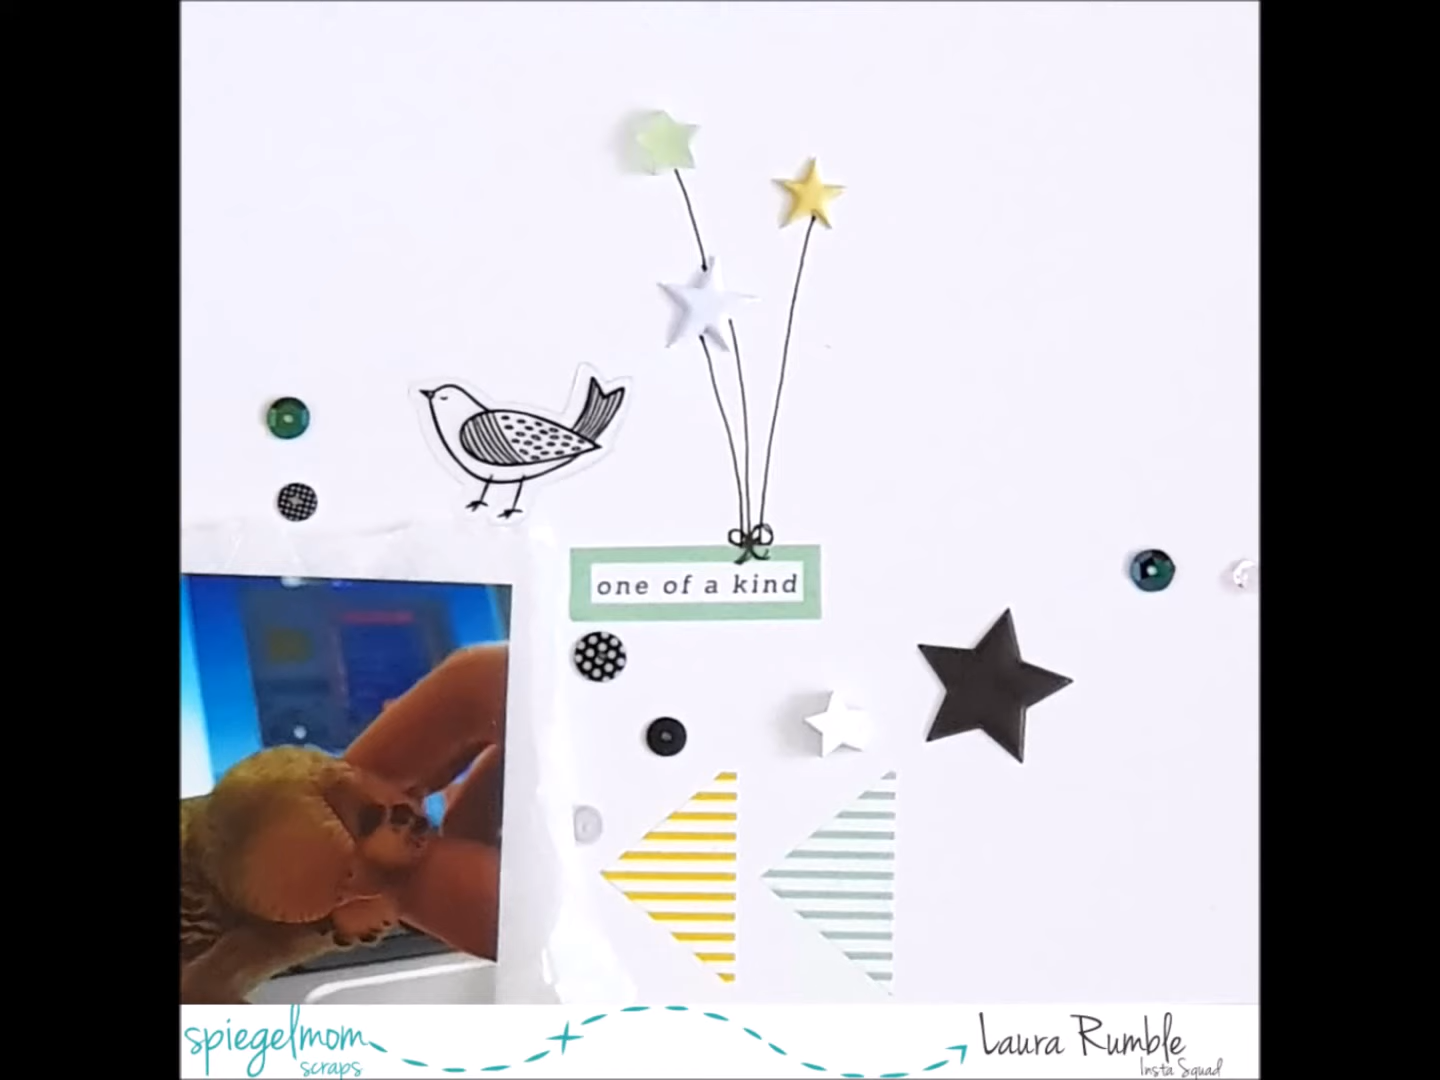 one of a kind
spiegelmom
scraps
Laura Rumble
Insta Squad